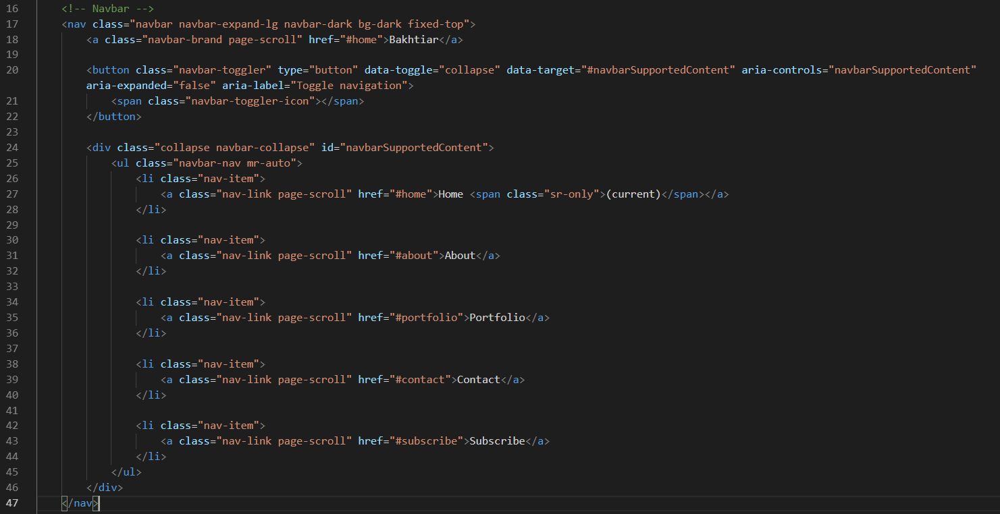 16 <!-- Navbar -->
17 <nav class="navbar navbar-expand-lg navbar-dark bg-dark fixed-top">
18 <a class="navbar-brand page-scroll" href="#home">Bakhtiar</a>
19
20 <button class="navbar-toggler" type="button" data-toggle="collapse" data-target="#navbarSupportedContent" aria-controls="navbarSupportedContent"
aria-expanded="false" aria-label="Toggle navigation">
21 <span class="navbar-toggler-icon"></span>
22 </button>
23
24 <div class="collapse navbar-collapse" id="navbarSupportedContent">
25 <ul class="navbar-nav mr-auto">
26 <li class="nav-item">
27 <a class="nav-link page-scroll" href="#home">Home <span class="sr-only">(current)</span></a>
28 </li>
29
30 <li class="nav-item">
31 <a class="nav-link page-scroll" href="#about">About</a>
32 </li>
33
34 <li class="nav-item">
35 <a class="nav-link page-scroll" href="#portfolio">Portfolio</a>
36 </li>
37
38 <li class="nav-item">
39 <a class="nav-link page-scroll" href="#contact">Contact</a>
40 </li>
41
42 <li class="nav-item">
43 <a class="nav-link page-scroll" href="#subscribe">Subscribe</a>
44 </li>
45 </ul>
46 </div>
47 </nav>